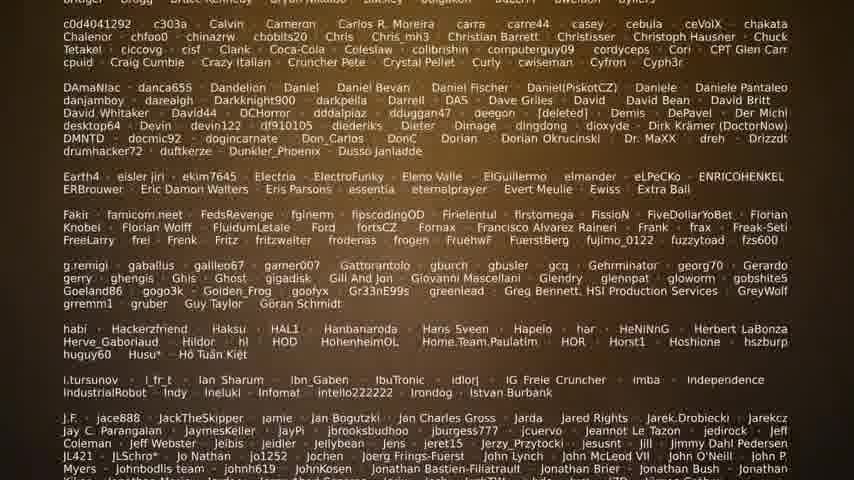 c0d4041292 · c303a · Calvin · Cameron · Carlos R. Moreira · carra · carre44 · casey · cebula · ceVolX · chakata
Chalenor · chfoo0 · chinazrw · chobits20 · Chris · Chris_mh3 · Christian Barrett · Christisser · Christoph Hausner · Chuck
Tetakel · ciccovg · cisf · Clank · Coca-Cola · Coleslaw · colibrishin · computerguy09 · cordyceps · Cori · CPT Glen Carr
cpuid · Craig Cumbie · Crazy Italian · Cruncher Pete · Crystal Pellet · Curly · cwiseman · Cyfron · Cyph3r
DAmaNIac · danca655 · Dandelion · Daniel · Daniel Bevan · Daniel Fischer · Daniel(PiskotCZ) · Daniele · Daniele Pantaleo
danjamboy · darealgh · Darkknight900 · darkpella · Darrell · DAS · Dave Griles · David · David Bean · David Britt
David Whitaker · David44 · DCHorror · dddalpiaz · dduggan47 · deegon · [deleted] · Demis · DePavel · Der Michl
desktop64 · Devin · devin122 · df910105 · diederiks · Dieter · Dimage · dingdong · dioxyde · Dirk Krämer (DoctorNow)
DMNTD · docmic92 · dogincarnate · Don_Carlos · DonC · Dorian · Dorian Okrucinski · Dr. MaXX · dreh · Drizzdt
drumhacker72 · duftkerze · Dunkler_Phoenix · Dusso Janladde
Earth4 · eisler jiri · ekim7645 · Electria · ElectroFunky · Eleno Valle · ElGuillermo · elmander · eLPeCKo · ENRICOHENKEL
ERBrouwer · Eric Damon Walters · Eris Parsons · essentia · eternalprayer · Evert Meulie · Ewiss · Extra Ball
Fakir · famicom.neet · FedsRevenge · fginerm · fipscodingOD · Firielentul · firstomega · FissioN · FiveDollarYoBet · Florian
Knobel · Florian Wolff · FluidumLetale · Ford · fortsCZ · Fornax · Francisco Alvarez Raineri · Frank · frax · Freak-Seti
FreeLarry · frei · Frenk · Fritz · fritzwalter · frodenas · frogen · FruehwF · FuerstBerg · fujimo_0122 · fuzzytoad · fzs600
g.remigi · gaballus · galileo67 · gamer007 · Gattorantolo · gburch · gbusler · gcq · Gehrminator · georg70 · Gerardo
gerry · ghengis · Ghis · Ghost · gigadisk · Gill And Jon · Giovanni Mascellani · Glendry · glennpat · gloworm · gobshite5
Goeland86 · gogo3k · Golden_Frog · goofyx · Gr33nE99s · greenlead · Greg Bennett, HSI Production Services · GreyWolf
grremm1 · gruber · Guy Taylor · Göran Schmidt
habi · Hackerzfriend · Haksu · HAL1 · Hanbanaroda · Hans Sveen · Hapelo · har · HeNiNnG · Herbert LaBonza
Herve_Gaboriaud · Hildor · hl · HOD · HohenheimOL · Home.Team.Paulatim · HOR · Horst1 · Hoshione · hszburp
huguy60 · Husu* · Hồ Tuấn Kiệt
i.tursunov · I_fr_t · Ian Sharum · Ibn_Gaben · IbuTronic · idlorj · IG Freie Cruncher · imba · Independence
IndustrialRobot · Indy · Ineluki · Infomat · intello222222 · Irondog · Istvan Burbank
J.F. · jace888 · JackTheSkipper · jamie · Jan Bogutzki · Jan Charles Gross · Jarda · Jared Rights · Jarek.Drobiecki · Jarekcz
Jay C. Parangalan · JaymesKeller · JayPi · jbrooksbudhoo · jburgess777 · jcuervo · Jeannot Le Tazon · jedirock · Jeff
Coleman · Jeff Webster · Jeibis · Jeidler · Jellybean · Jens · jeret15 · Jerzy_Przytocki · jesusnt · Jill · Jimmy Dahl Pedersen
JL421 · JLSchro* · Jo Nathan · jo1252 · Jochen · Joerg Frings-Fuerst · John Lynch · John McLeod VII · John O'Neill · John P.
Myers · Johnbodlis team · johnh619 · JohnKosen · Jonathan Bastien-Filiatrault · Jonathan Brier · Jonathan Bush · Jonathan